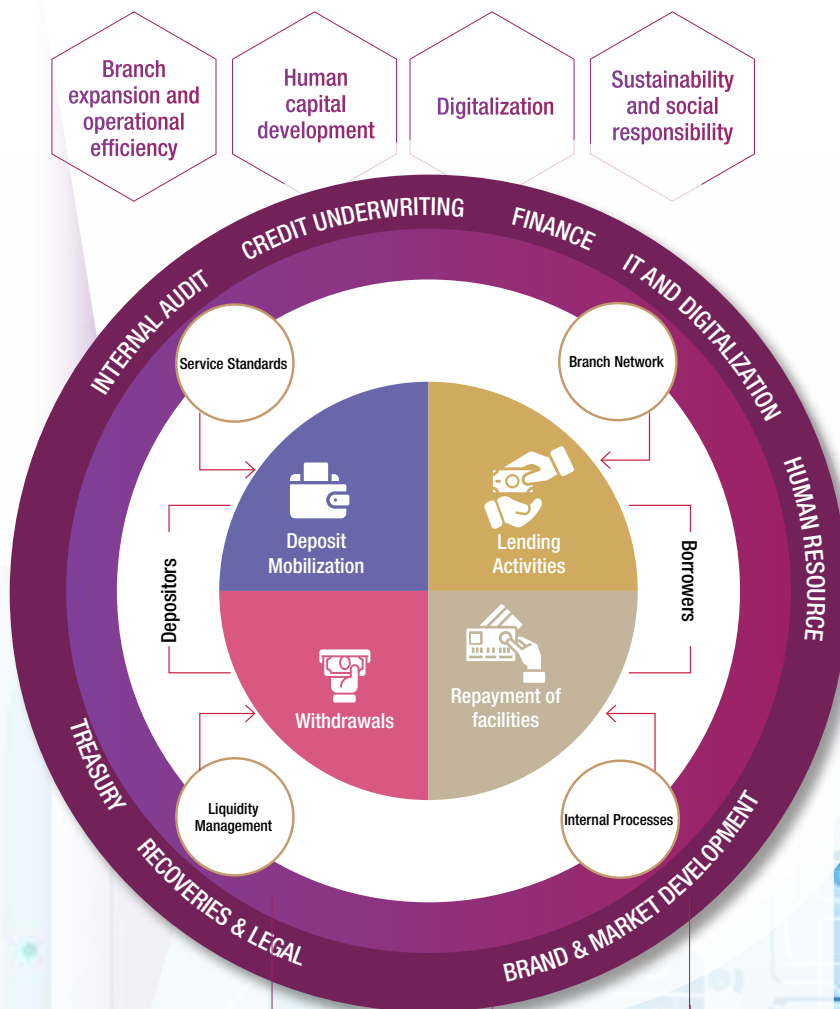 Branch
expansion and
operational
efficiency
Human
capital
development
Digitalization
Sustainability
and social
responsibility
INTERNAL AUDIT
CREDIT UNDERWRITING
FINANCE
IT AND DIGITALIZATION
HUMAN RESOURCE
BRAND & MARKET DEVELOPMENT
RECOVERIES & LEGAL
TREASURY
Service Standards
Branch Network
Deposit
Mobilization
Lending
Activities
Depositors
Borrowers
Withdrawals
Repayment of
facilities
Liquidity
Management
Internal Processes